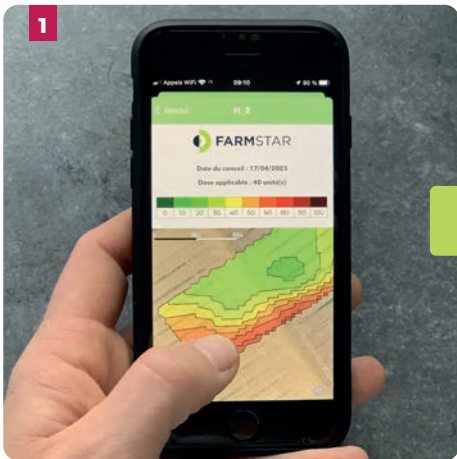 1
Appels WiFi 09:10 90 %
Retour H_2
FARMSTAR
Date du conseil : 17/04/2023
Dose applicable : 40 unité(s)
0 10 20 30 40 50 60 80 90 100